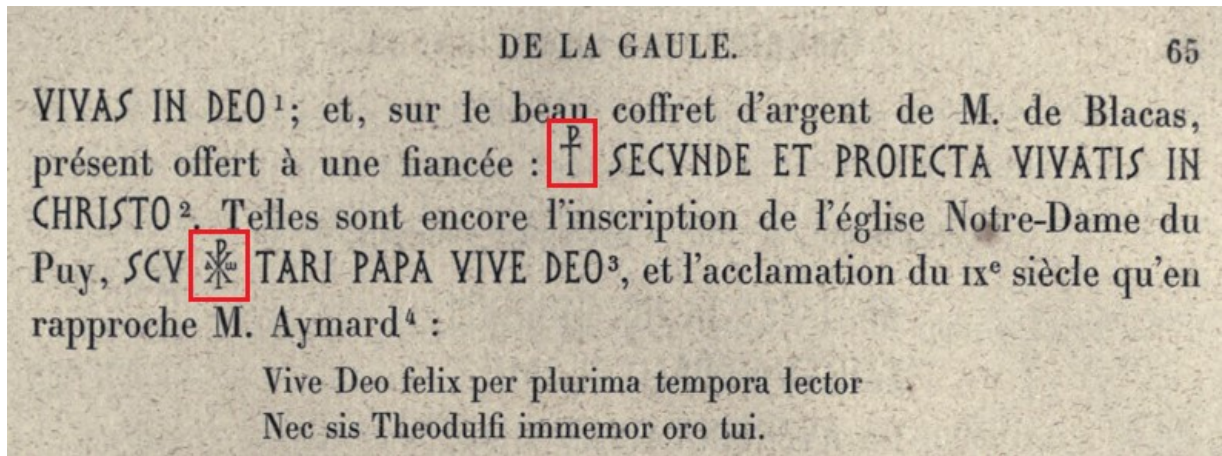 DE LA GAULE. 65
VIVAS IN DEO¹; et, sur le beau coffret d'argent de M. de Blacas,
présent offert à une fiancée : ⳨ SECVNDE ET PROIECTA VIVATIS IN
CHRISTO². Telles sont encore l'inscription de l'église Notre-Dame du
Puy, SCV ☧ TARI PAPA VIVE DEO³, et l'acclamation du IXᵉ siècle qu'en
rapproche M. Aymard⁴ :
Vive Deo felix per plurima tempora lector
Nec sis Theodulfi immemor oro tui.